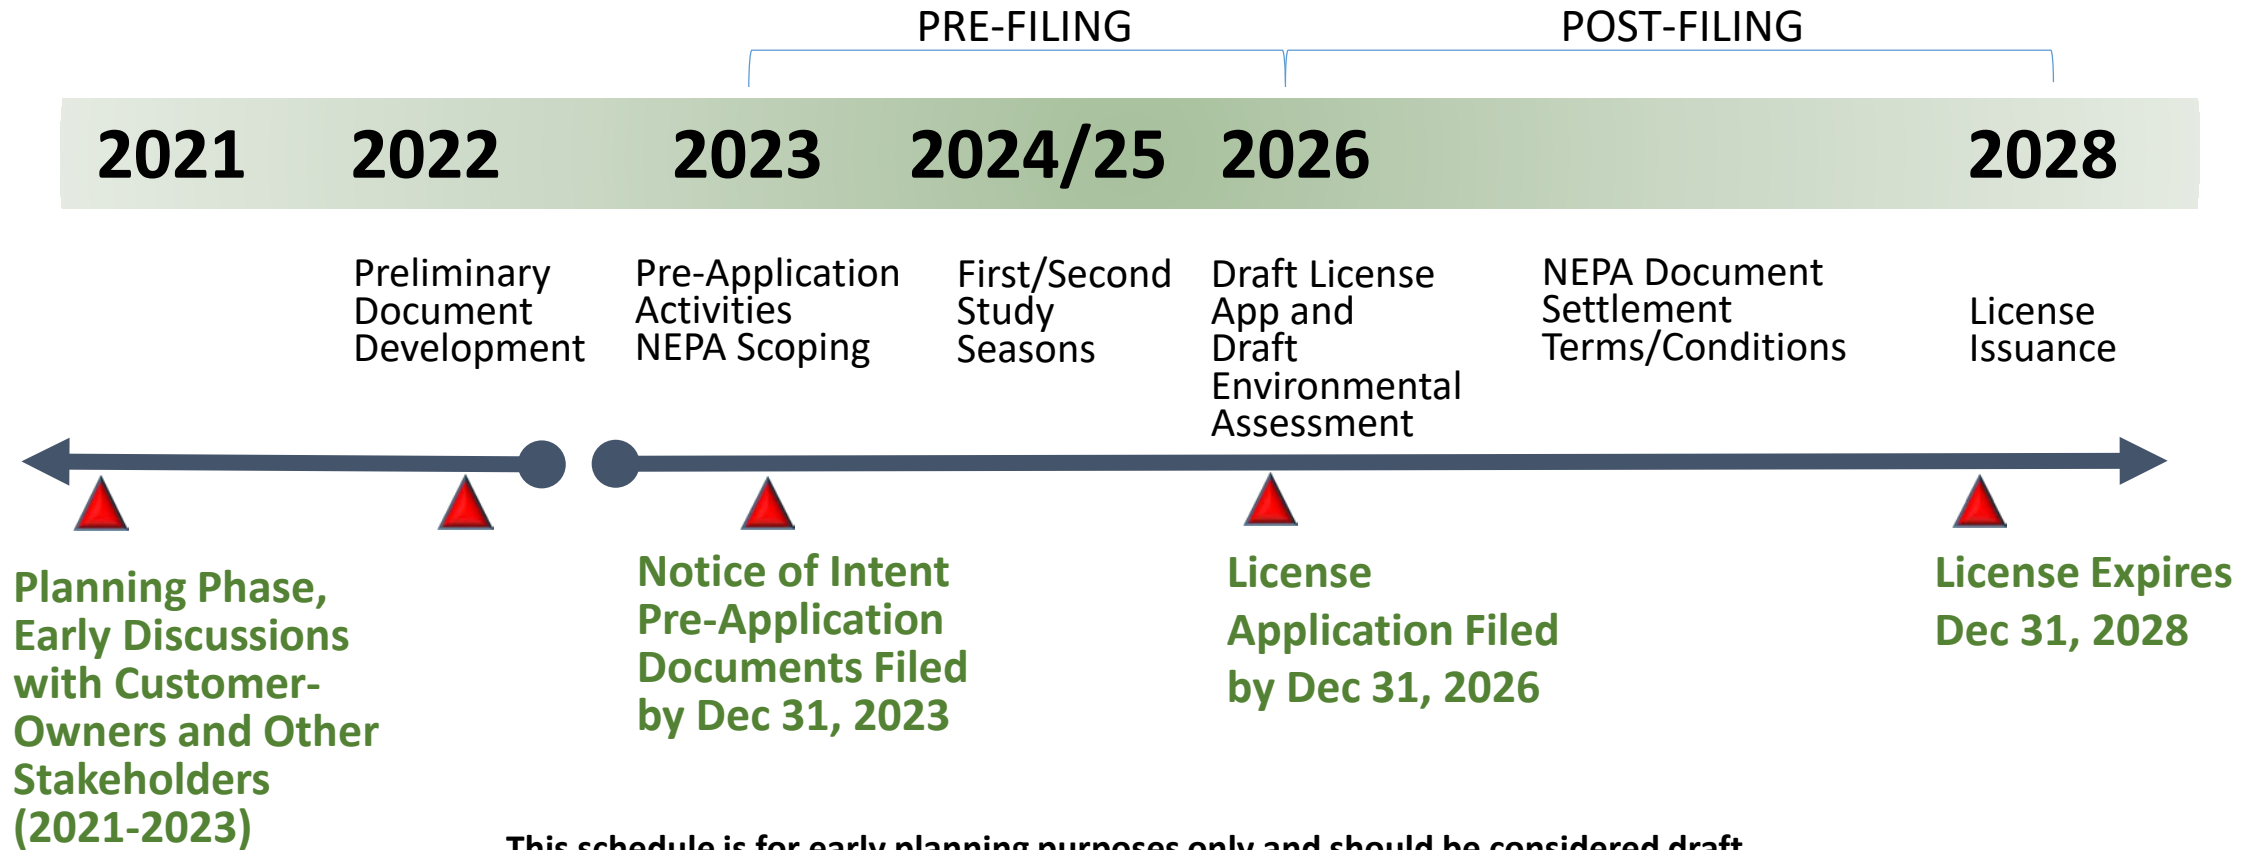 PRE-FILING
POST-FILING
2021
2022
2023
2024/25
2026
2028
Preliminary
Document
Development
Pre-Application
Activities
NEPA Scoping
First/Second
Study
Seasons
Draft License
App and
Draft
Environmental
Assessment
NEPA Document
Settlement
Terms/Conditions
License
Issuance
Planning Phase,
Early Discussions
with Customer-
Owners and Other
Stakeholders
(2021-2023)
Notice of Intent
Pre-Application
Documents Filed
by Dec 31, 2023
License
Application Filed
by Dec 31, 2026
License Expires
Dec 31, 2028
This schedule is for early planning purposes only and should be considered draft